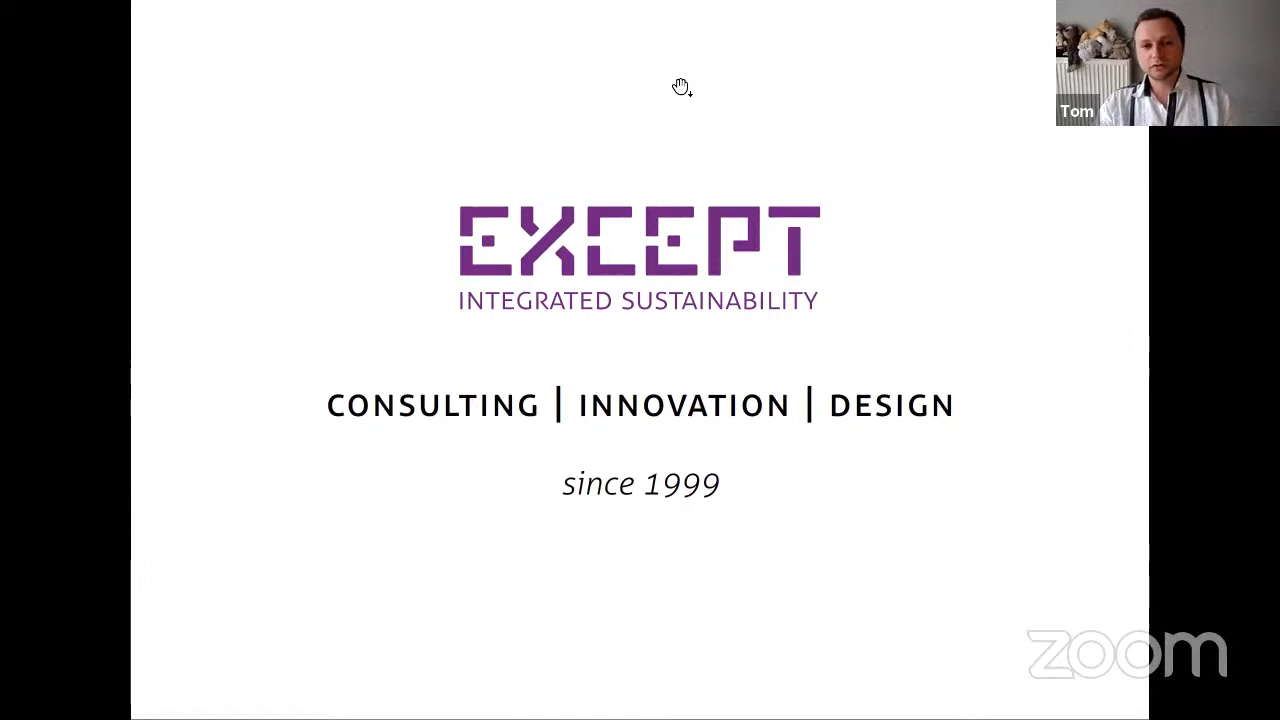 Tom
EXCEPT
INTEGRATED SUSTAINABILITY
CONSULTING | INNOVATION | DESIGN
since 1999
zoom